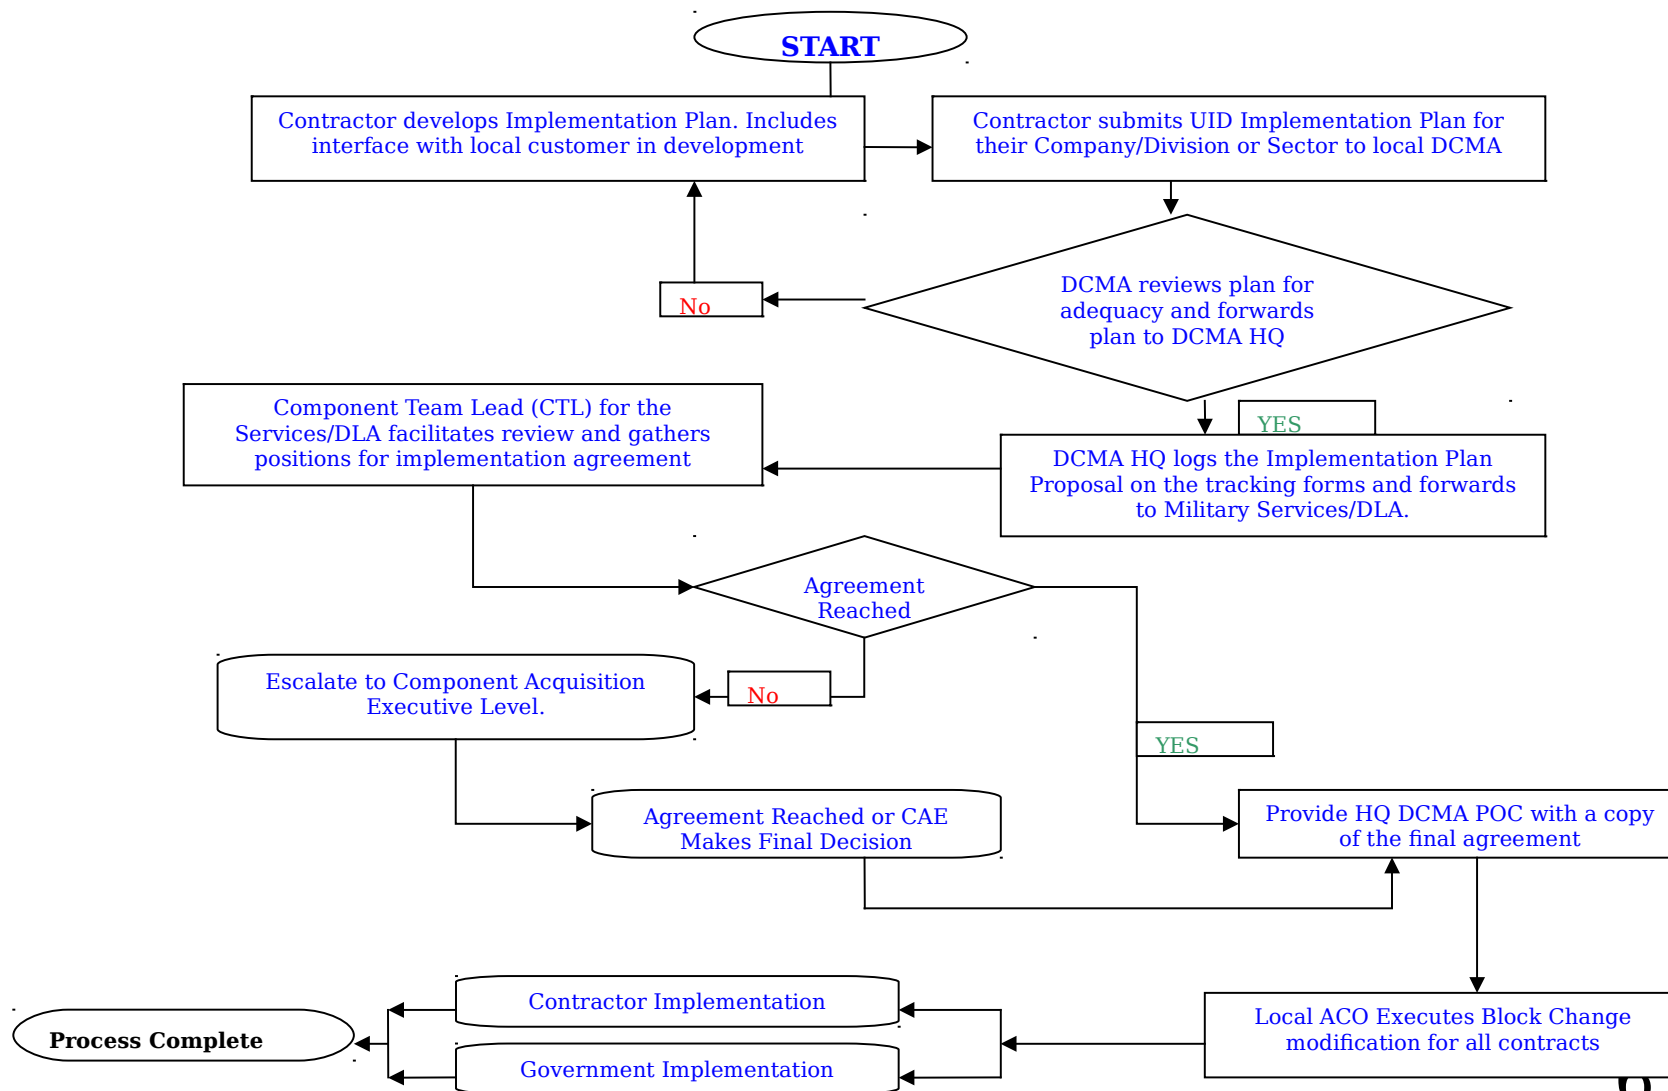 START
Contractor develops Implementation Plan. Includes
interface with local customer in development
Contractor submits UID Implementation Plan for
their Company/Division or Sector to local DCMA
DCMA reviews plan for
adequacy and forwards
plan to DCMA HQ
No
YES
DCMA HQ logs the Implementation Plan
Proposal on the tracking forms and forwards
to Military Services/DLA.
Component Team Lead (CTL) for the
Services/DLA facilitates review and gathers
positions for implementation agreement
Agreement
Reached
No
Escalate to Component Acquisition
Executive Level.
YES
Agreement Reached or CAE
Makes Final Decision
Provide HQ DCMA POC with a copy
of the final agreement
Local ACO Executes Block Change
modification for all contracts
Contractor Implementation
Government Implementation
Process Complete